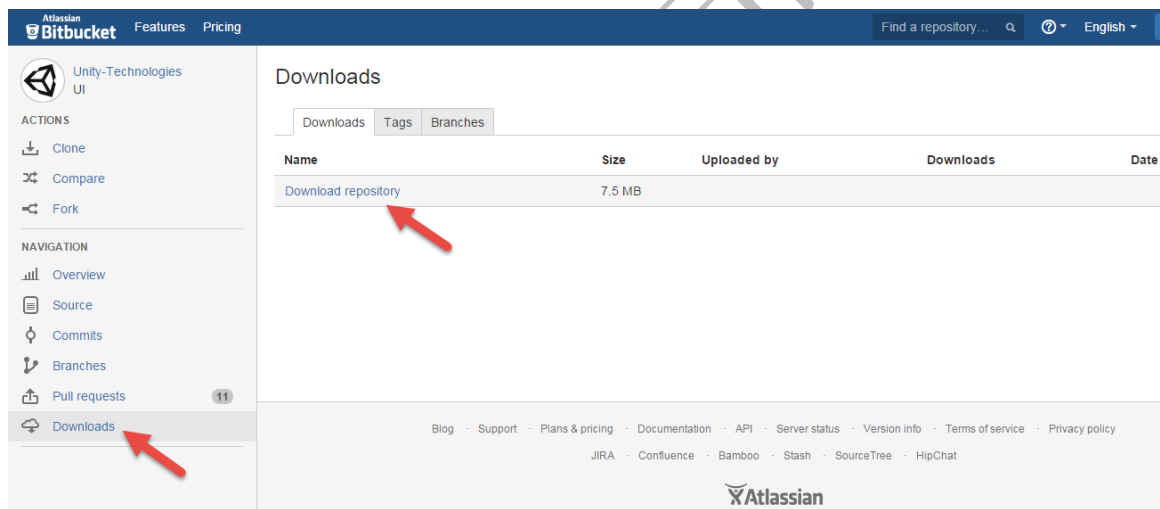 Atlassian
Bitbucket Features Pricing Find a repository... English
Unity-Technologies
UI
ACTIONS
Clone
Compare
Fork
NAVIGATION
Overview
Source
Commits
Branches
Pull requests 11
Downloads
Downloads
Downloads Tags Branches
Name Size Uploaded by Downloads Date
Download repository 7.5 MB
Blog · Support · Plans & pricing · Documentation · API · Server status · Version info · Terms of service · Privacy policy
JIRA · Confluence · Bamboo · Stash · SourceTree · HipChat
Atlassian